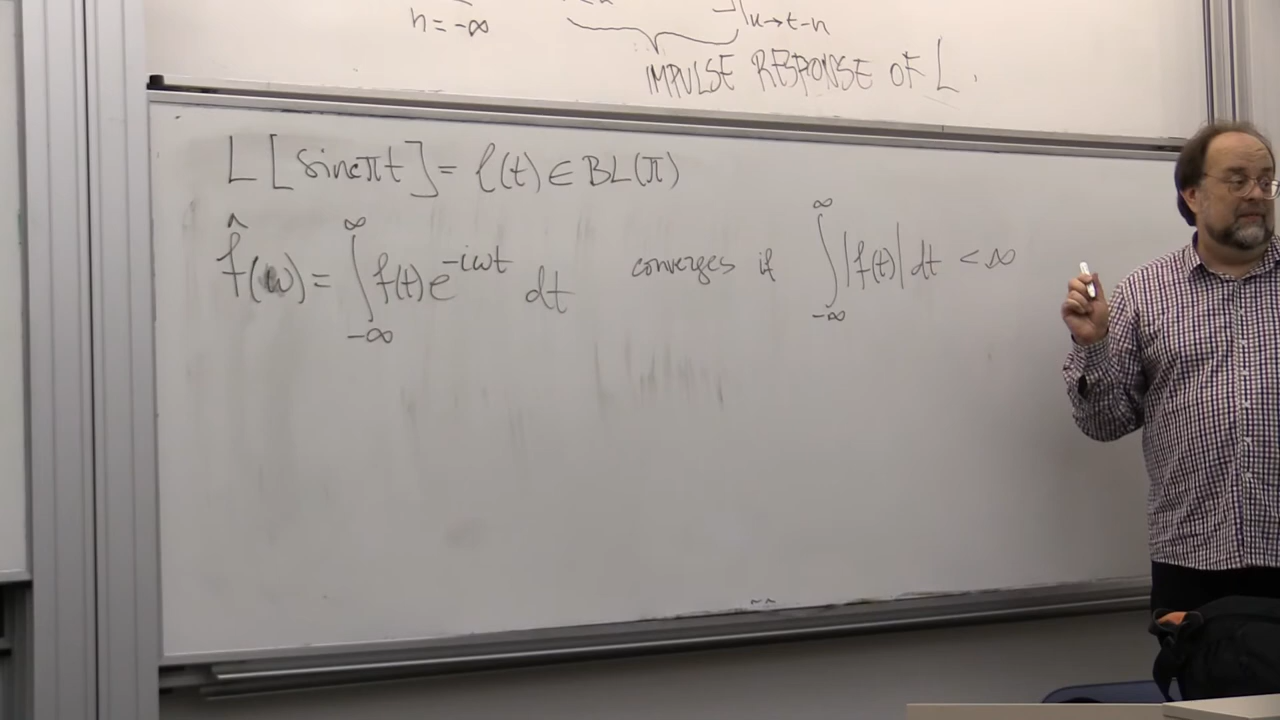 n = -∞
u→t-n
IMPULSE RESPONSE OF L.
L[sincπt] = f(t) ∈ BL(π)
f̂(ω) = ∫_{-∞}^{∞} f(t) e^{-iωt} dt converges if ∫_{-∞}^{∞} |f(t)| dt < ∞